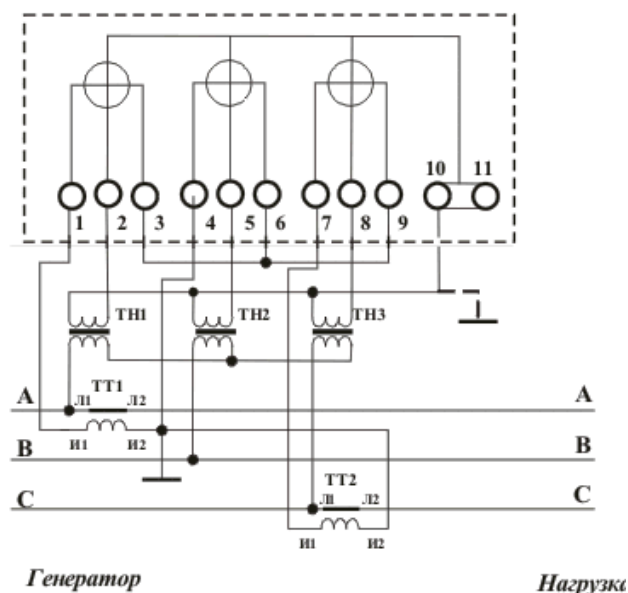 10 11
1 2 3 4 5 6 7 8 9
ТН1 ТН2 ТН3
ТТ1
А Л1 Л2 А
И1 И2
В В
ТТ2
С Л1 Л2 С
И1 И2
Генератор Нагрузка